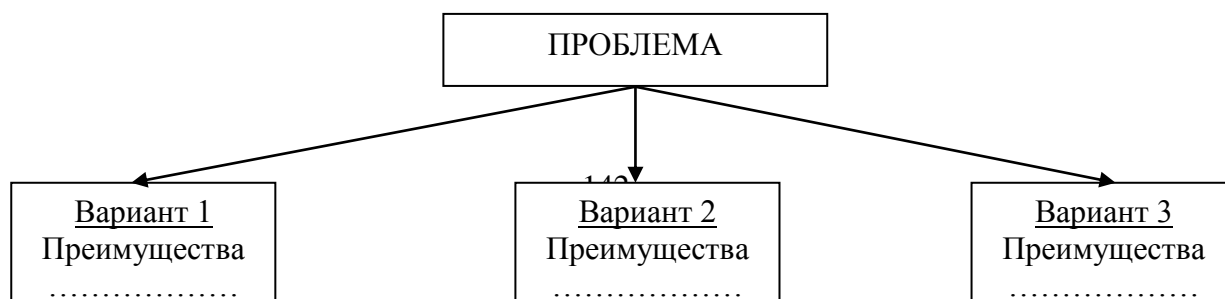 ПРОБЛЕМА
Вариант 1
Преимущества
………………
Вариант 2
Преимущества
………………
Вариант 3
Преимущества
………………